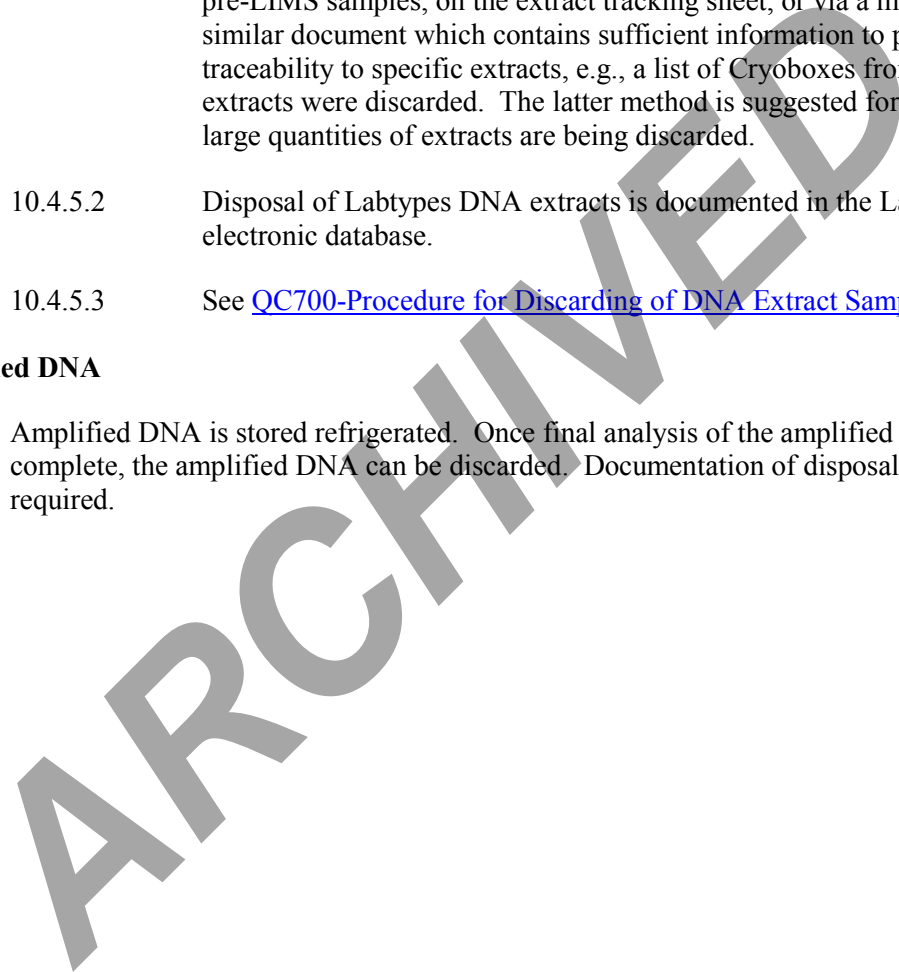 pre-LIMS samples, on the extract tracking sheet, or via a
similar document which contains sufficient information to
traceability to specific extracts, e.g., a list of Cryoboxes
extracts were discarded. The latter method is suggested for
large quantities of extracts are being discarded.
10.4.5.2 Disposal of Labtypes DNA extracts is documented in the
electronic database.
10.4.5.3 See QC700-Procedure for Discarding of DNA Extract
DNA
Amplified DNA is stored refrigerated. Once final analysis of the amplified
complete, the amplified DNA can be discarded. Documentation of disposal
required.
ARCHIVED